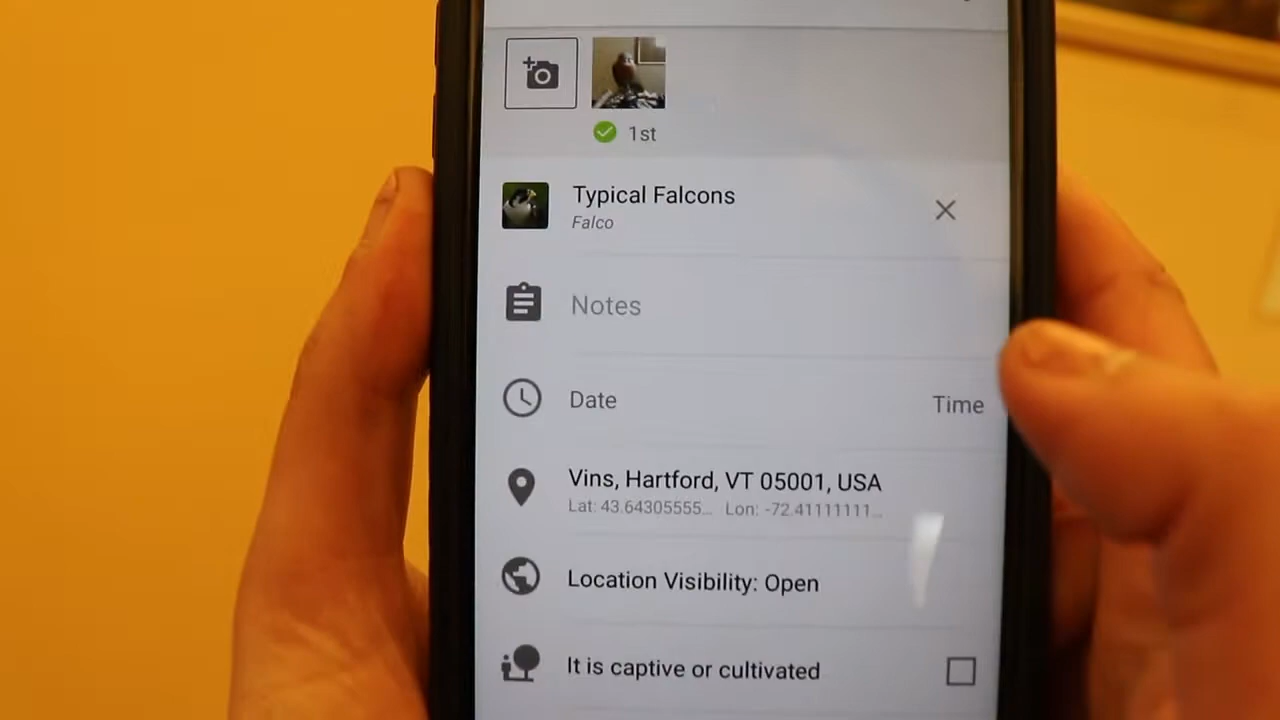 1st
Typical Falcons
Falco
Notes
Date
Time
Vins, Hartford, VT 05001, USA
Lat: 43.64305555... Lon: -72.41111111...
Location Visibility: Open
It is captive or cultivated